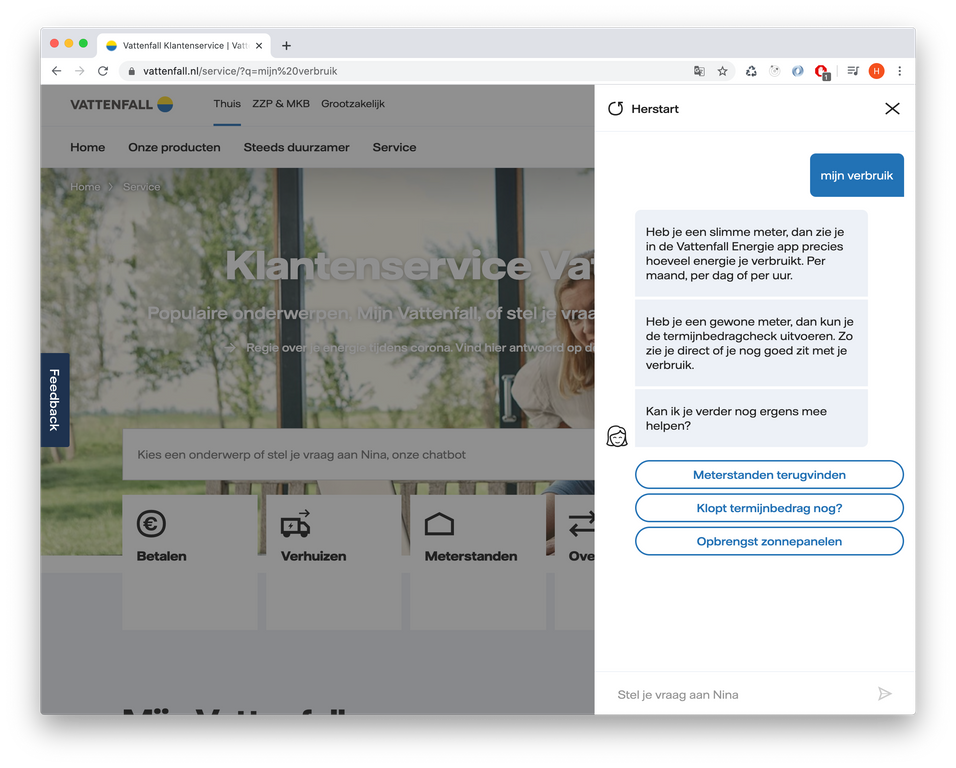 Vattenfall Klantenservice | Vatt
vattenfall.nl/service/?q=mijn%20verbruik
1
H
VATTENFALL
Thuis ZZP & MKB Grootzakelijk
Home Onze producten Steeds duurzamer Service
Home Service
Klantenservice Va
Populaire onderwerpen, Mijn Vattenfall, of stel je vraa
Regie over je energie tijdens corona. Vind hier antwoord op d
Feedback
Kies een onderwerp of stel je vraag aan Nina, onze chatbot
Betalen
Verhuizen
Meterstanden
Ove
Mijn Vattenfall
Herstart
mijn verbruik
Heb je een slimme meter, dan zie je
in de Vattenfall Energie app precies
hoeveel energie je verbruikt. Per
maand, per dag of per uur.
Heb je een gewone meter, dan kun je
de termijnbedragcheck uitvoeren. Zo
zie je direct of je nog goed zit met je
verbruik.
Kan ik je verder nog ergens mee
helpen?
Meterstanden terugvinden
Klopt termijnbedrag nog?
Opbrengst zonnepanelen
Stel je vraag aan Nina